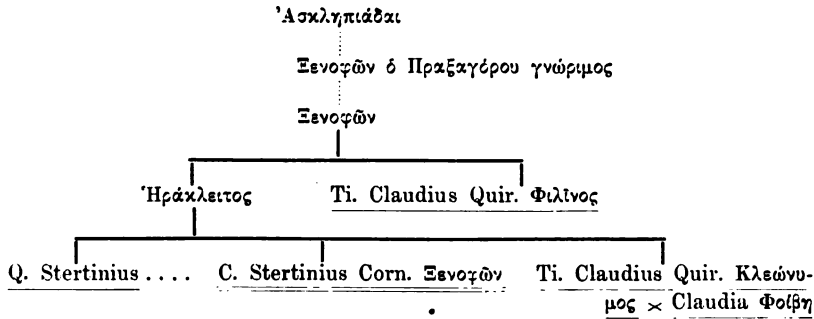 Ἀσκληπιάδαι
Ξενοφῶν ὁ Πραξαγόρου γνώριμος
Ξενοφῶν
Ἡράκλειτος Ti. Claudius Quir. Φιλῖνος
Q. Stertinius .... C. Stertinius Corn. Ξενοφῶν Ti. Claudius Quir. Κλεώνυ-
μος × Claudia Φοίβη